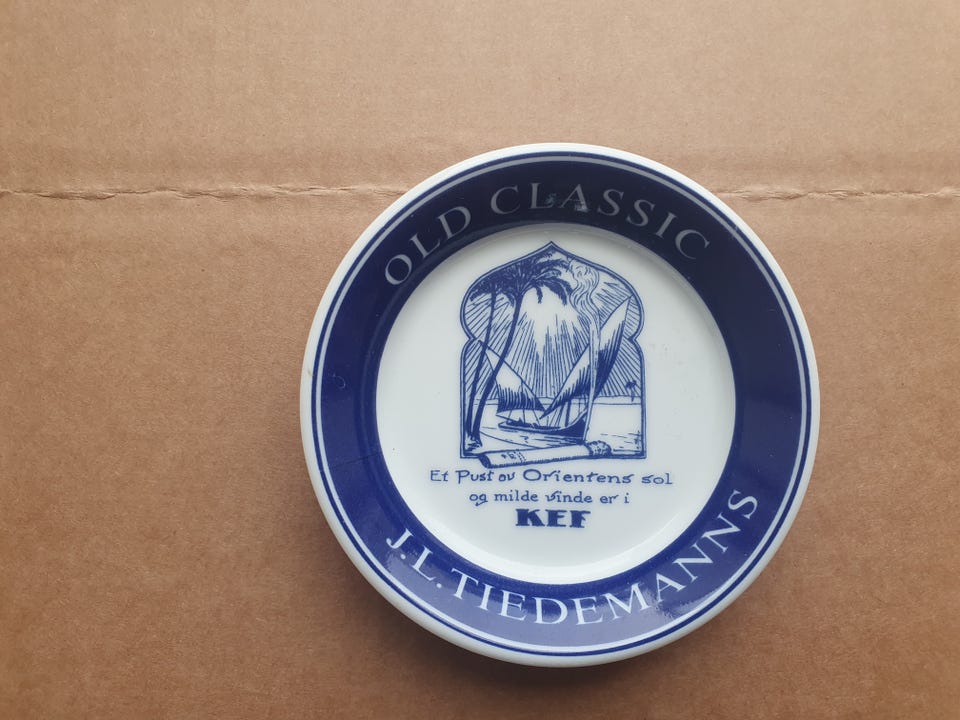 OLD CLASSIC
Et Pust av Orientens sol
og milde vinde er i
KEF
J.L. TIEDEMANNS